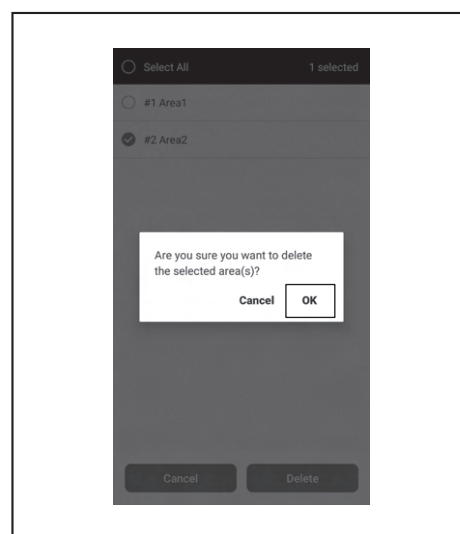 Select All 1 selected
#1 Area1
#2 Area2
Are you sure you want to delete
the selected area(s)?
Cancel OK
Cancel Delete